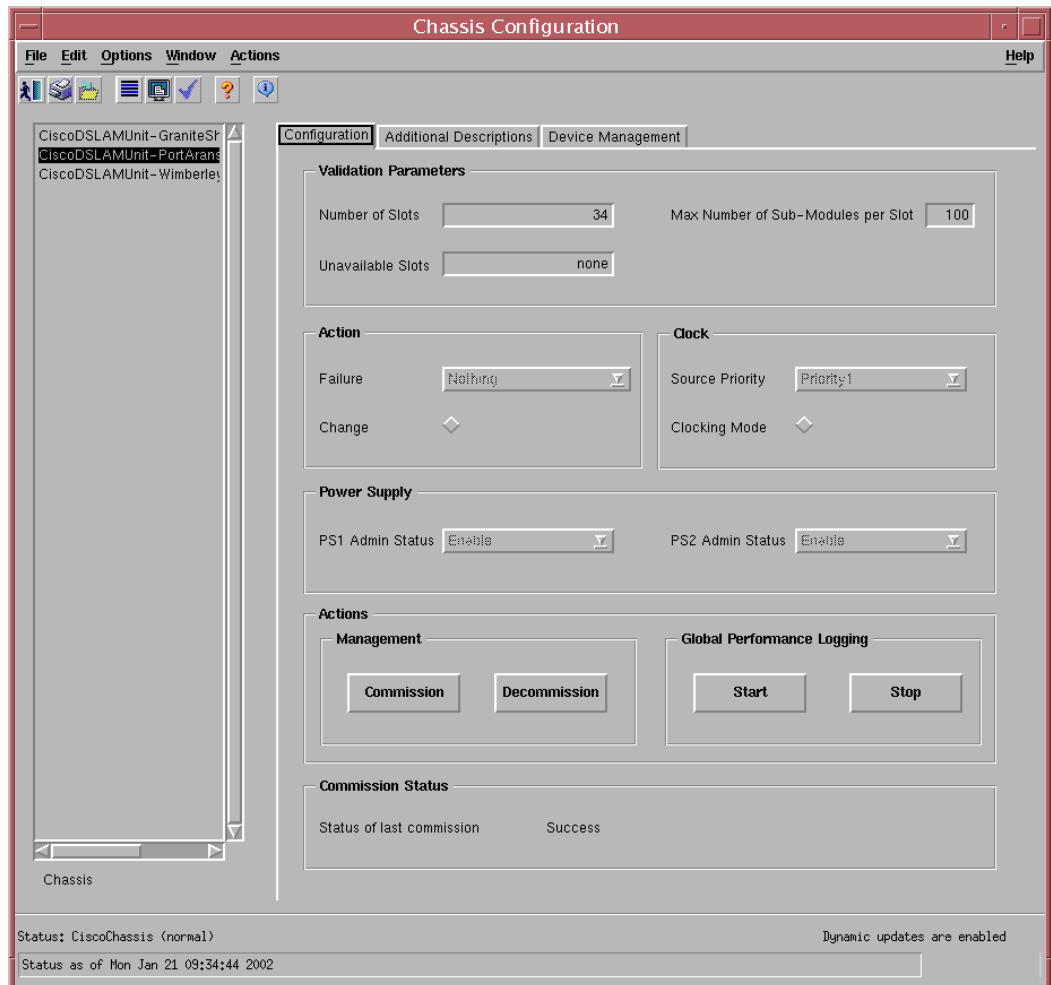 Chassis Configuration
File Edit Options Window Actions Help
CiscoDSLAMUnit-GraniteSh
CiscoDSLAMUnit-PortArans
CiscoDSLAMUnit-Wimberley
Chassis
Configuration Additional Descriptions Device Management
Validation Parameters
Number of Slots 34 Max Number of Sub-Modules per Slot 100
Unavailable Slots none
Action
Failure Nothing
Change
Clock
Source Priority Priority1
Clocking Mode
Power Supply
PS1 Admin Status Enable PS2 Admin Status Enable
Actions
Management
Commission Decommission
Global Performance Logging
Start Stop
Commission Status
Status of last commission Success
Status: CiscoChassis (normal) Dynamic updates are enabled
Status as of Mon Jan 21 09:34:44 2002